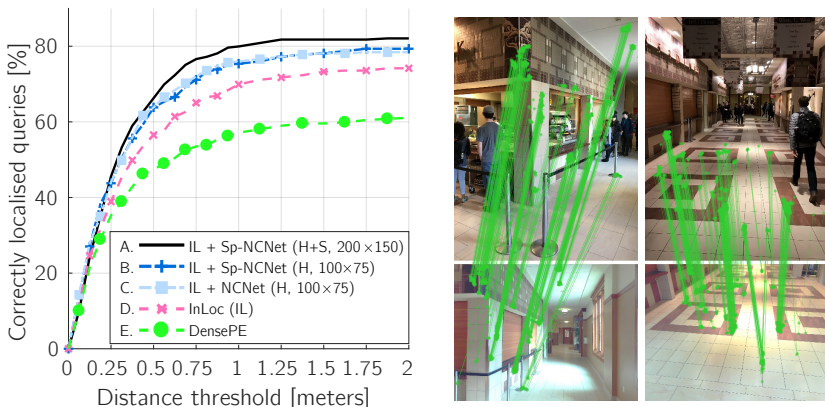 Correctly localised queries [%]
80
60
40
20
0
A. IL + Sp-NCNet (H+S, 200×150)
B. IL + Sp-NCNet (H, 100×75)
C. IL + NCNet (H, 100×75)
D. InLoc (IL)
E. DensePE
0 0.25 0.5 0.75 1 1.25 1.5 1.75 2
Distance threshold [meters]